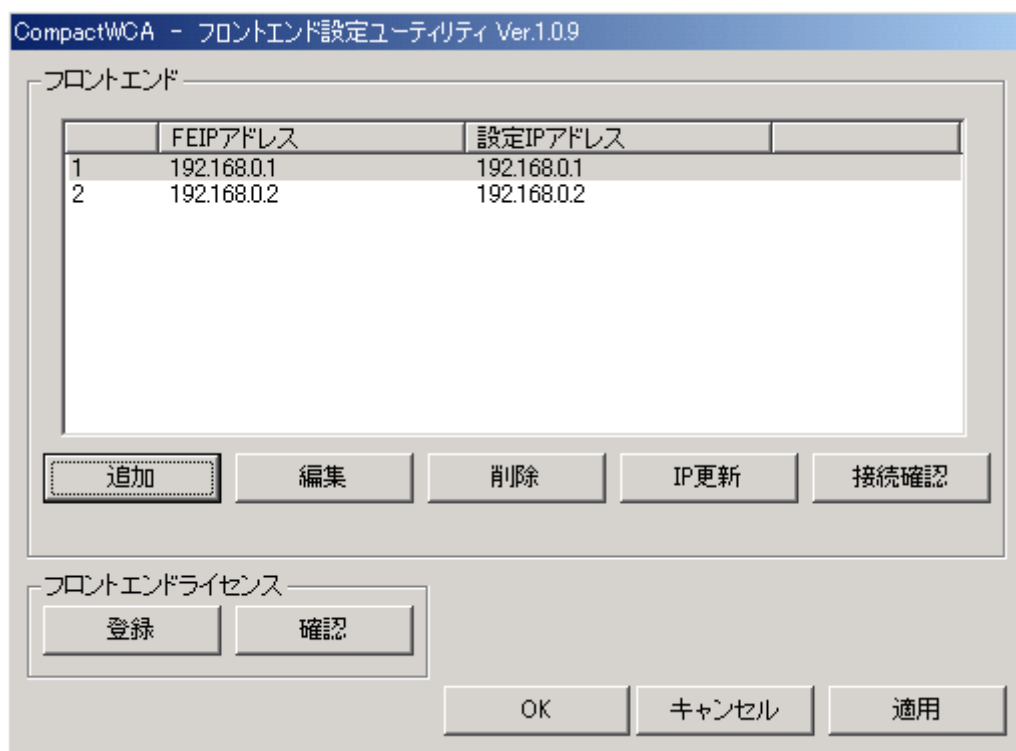 CompactWCA － フロントエンド設定ユーティリティ Ver.1.0.9
フロントエンド
FEIPアドレス 設定IPアドレス
1 192.168.0.1 192.168.0.1
2 192.168.0.2 192.168.0.2
追加 編集 削除 IP更新 接続確認
フロントエンドライセンス
登録 確認
OK キャンセル 適用